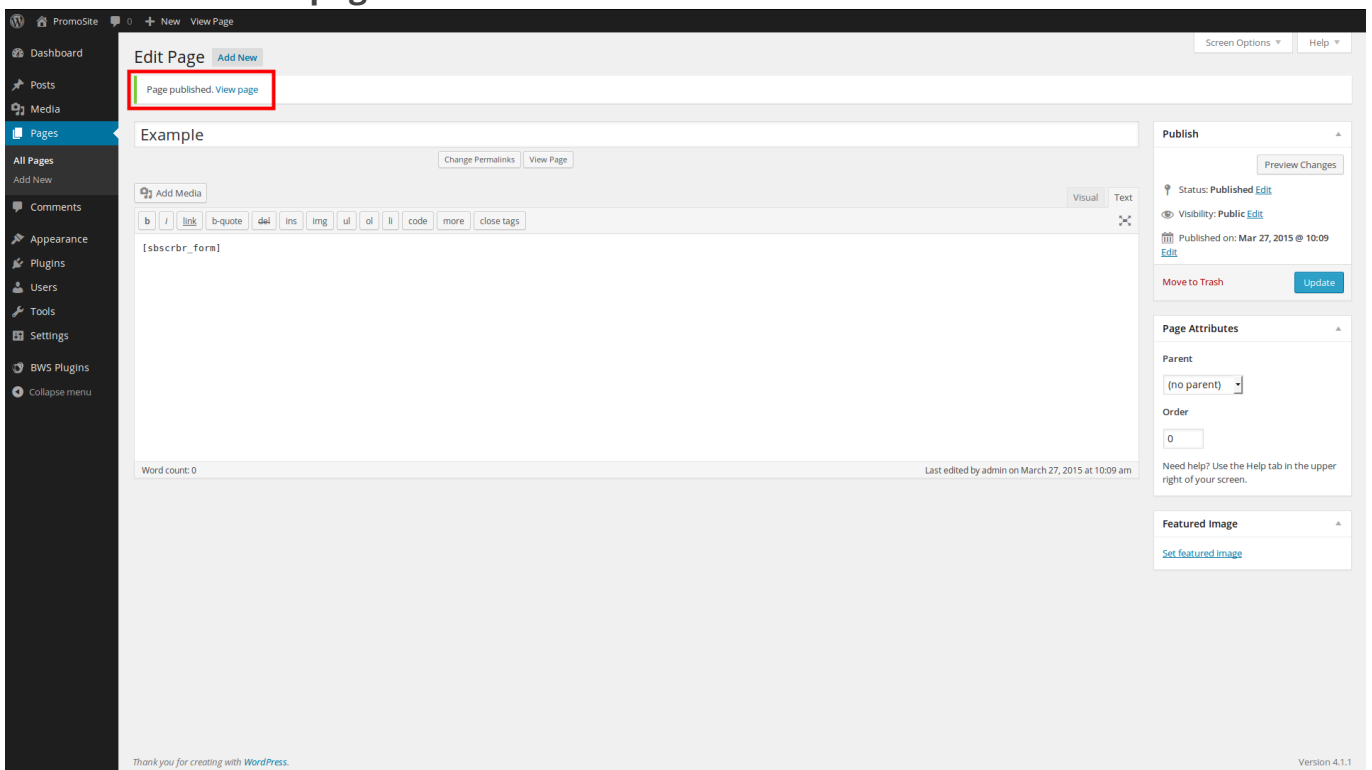 PromoSite 0 + New View Page
Screen Options Help
Dashboard
Posts
Media
Pages
All Pages
Add New
Comments
Appearance
Plugins
Users
Tools
Settings
BWS Plugins
Collapse menu
Edit Page Add New
Page published. View page
Example
Change Permalinks View Page
Add Media
Visual Text
b i link b-quote del ins img ul ol li code more close tags
[sbscrbr_form]
Word count: 0
Last edited by admin on March 27, 2015 at 10:09 am
Publish
Preview Changes
Status: Published Edit
Visibility: Public Edit
Published on: Mar 27, 2015 @ 10:09
Edit
Move to Trash Update
Page Attributes
Parent
(no parent)
Order
0
Need help? Use the Help tab in the upper
right of your screen.
Featured Image
Set featured image
Thank you for creating with WordPress.
Version 4.1.1